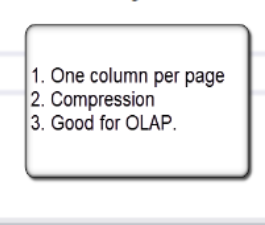 1. One column per page
2. Compression
3. Good for OLAP.